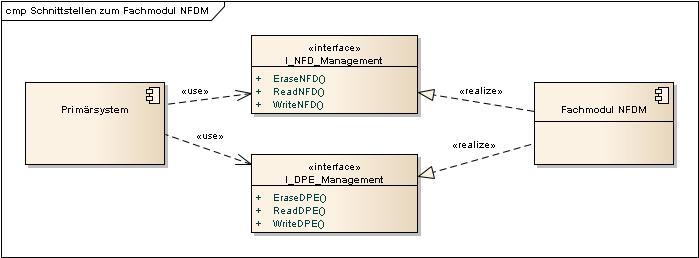 cmp Schnittstellen zum Fachmodul NFDM
«interface»
I_NFD_Management
+ EraseNFD()
+ ReadNFD()
+ WriteNFD()
Primärsystem
«use»
«use»
«realize»
«realize»
Fachmodul NFDM
«interface»
I_DPE_Management
+ EraseDPE()
+ ReadDPE()
+ WriteDPE()